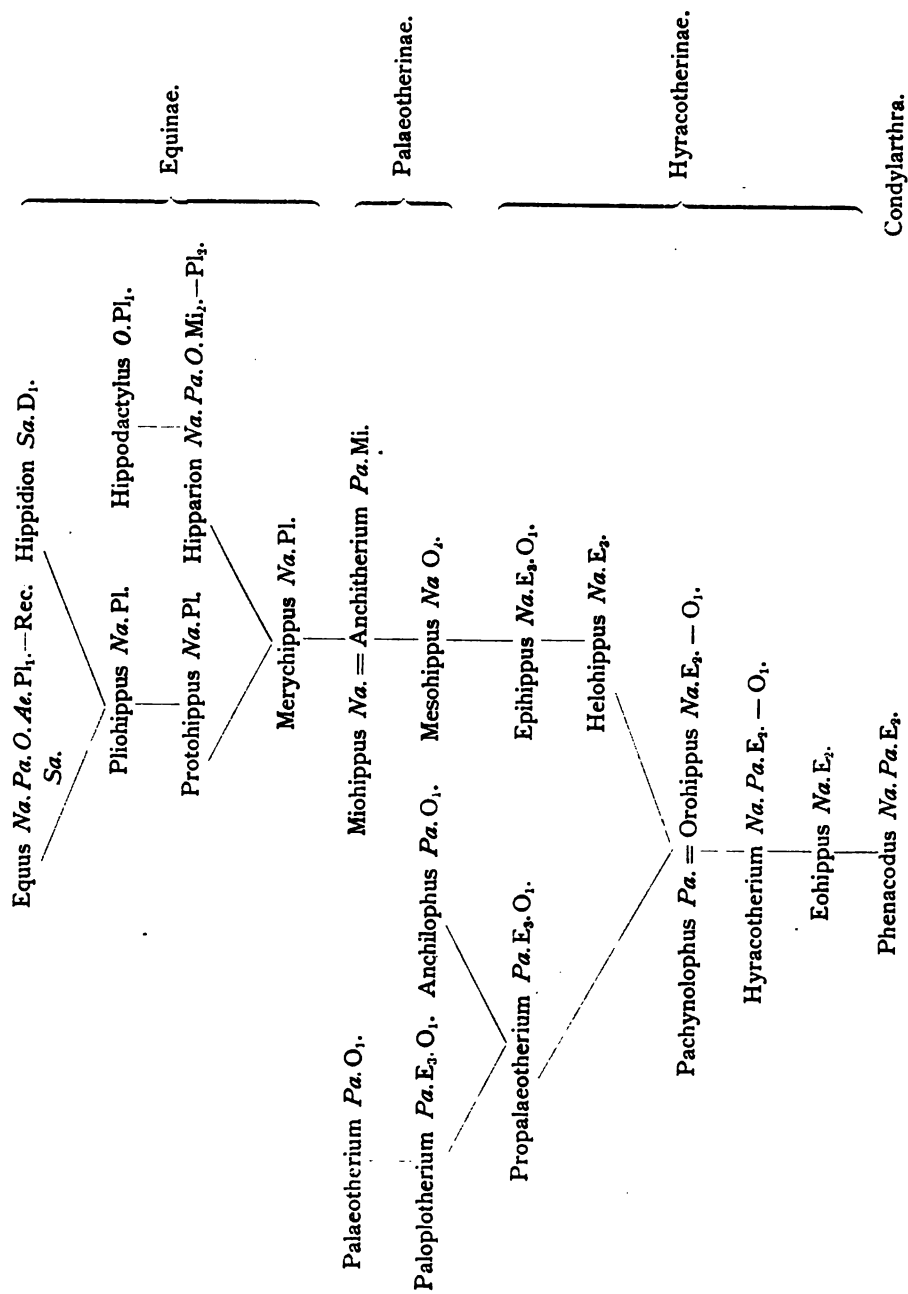 Equus Na. Pa. O. Ae. Pl₁.—Rec. Hippidion Sa. D₁.
Sa.
Pliohippus Na. Pl. Hippodactylus O. Pl₁.
Protohippus Na. Pl. Hipparion Na. Pa. O. Mi₂.—Pl₂.
Merychippus Na. Pl.
Equinae.
Miohippus Na. = Anchitherium Pa. Mi.
Palaeotherium Pa. O₁.
Paloplotherium Pa. E₃. O₁. Anchilophus Pa. O₁. Mesohippus Na O₂.
Palaeotherinae.
Propalaeotherium Pa. E₃. O₁. Epihippus Na. E₃. O₁.
Helohippus Na. E₃.
Pachynolophus Pa. = Orohippus Na. E₂. — O₁.
Hyracotherium Na. Pa. E₂. — O₁.
Eohippus Na. E₂.
Hyracotherinae.
Phenacodus Na. Pa. E₂. Condylarthra.